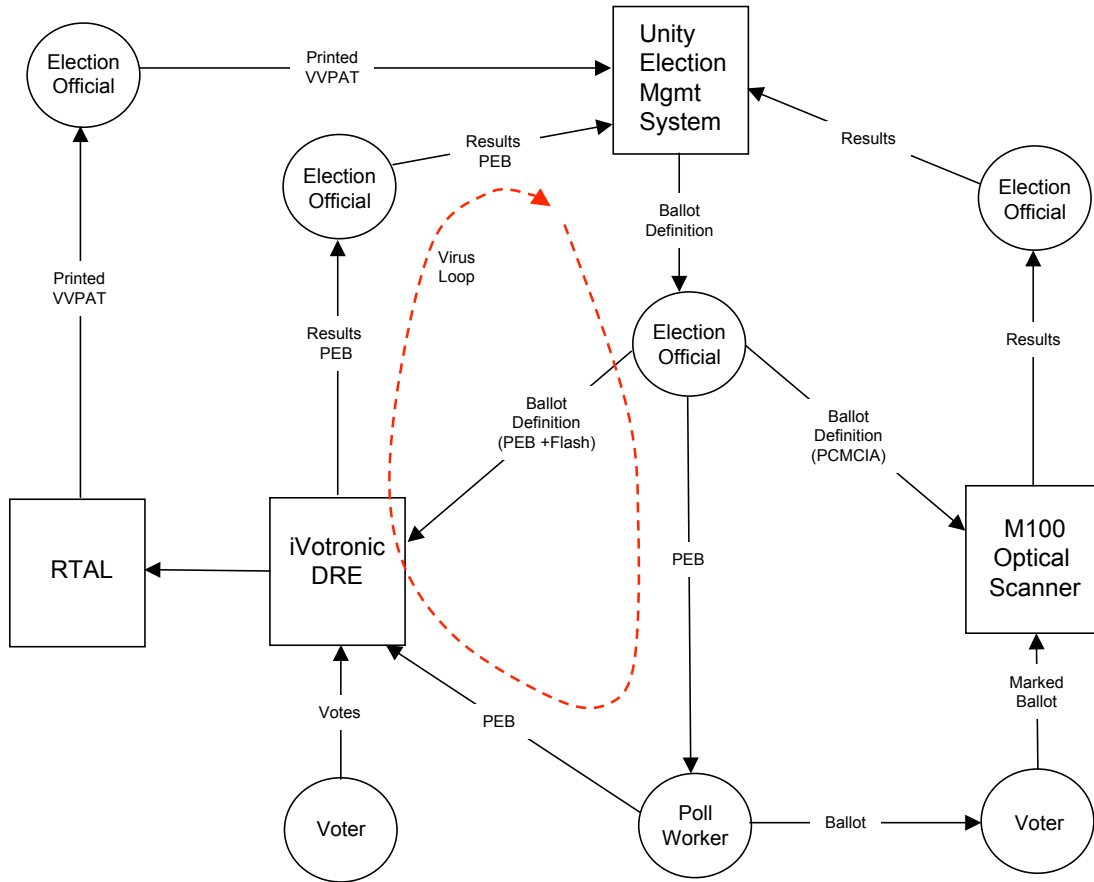 Election
Official
Printed
VVPAT
Unity
Election
Mgmt
System
Results
PEB
Results
Election
Official
Election
Official
Ballot
Definition
Virus
Loop
Printed
VVPAT
Results
PEB
Election
Official
Results
Ballot
Definition
(PEB +Flash)
Ballot
Definition
(PCMCIA)
RTAL
iVotronic
DRE
PEB
M100
Optical
Scanner
Votes
PEB
Marked
Ballot
Voter
Poll
Worker
Ballot
Voter